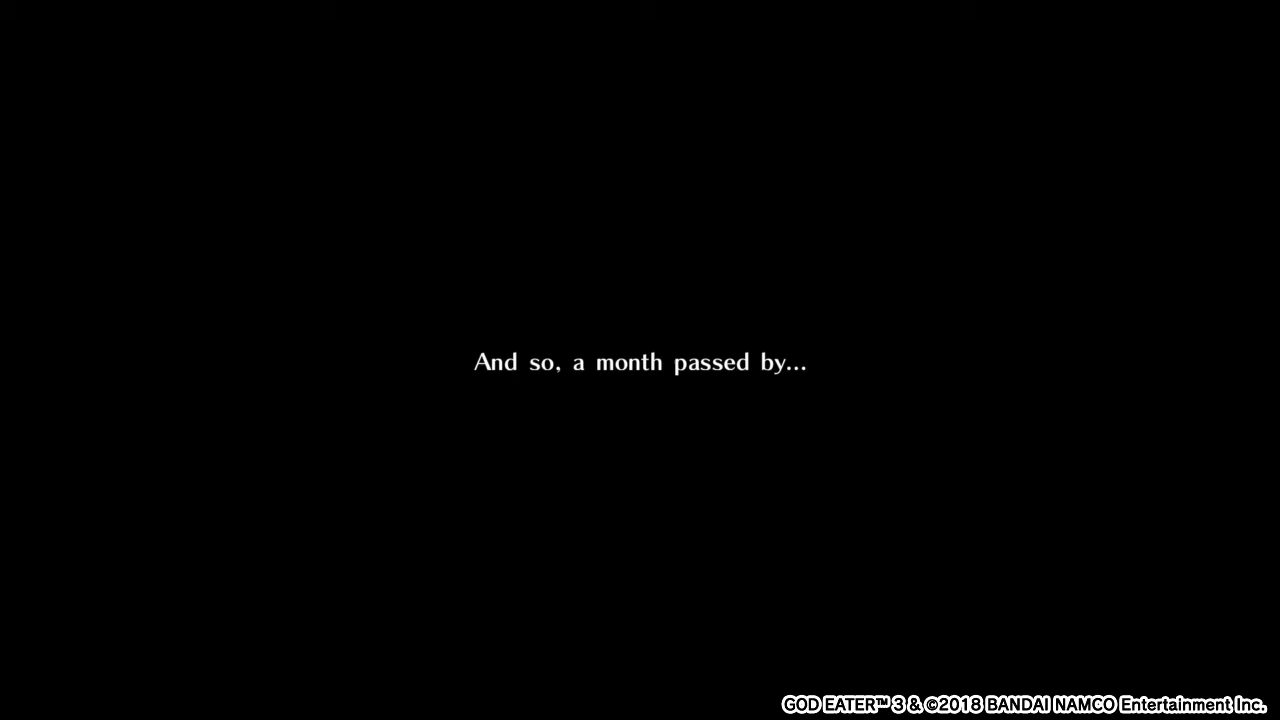 And so, a month passed by...
GOD EATER™ 3 & ©2018 BANDAI NAMCO Entertainment Inc.